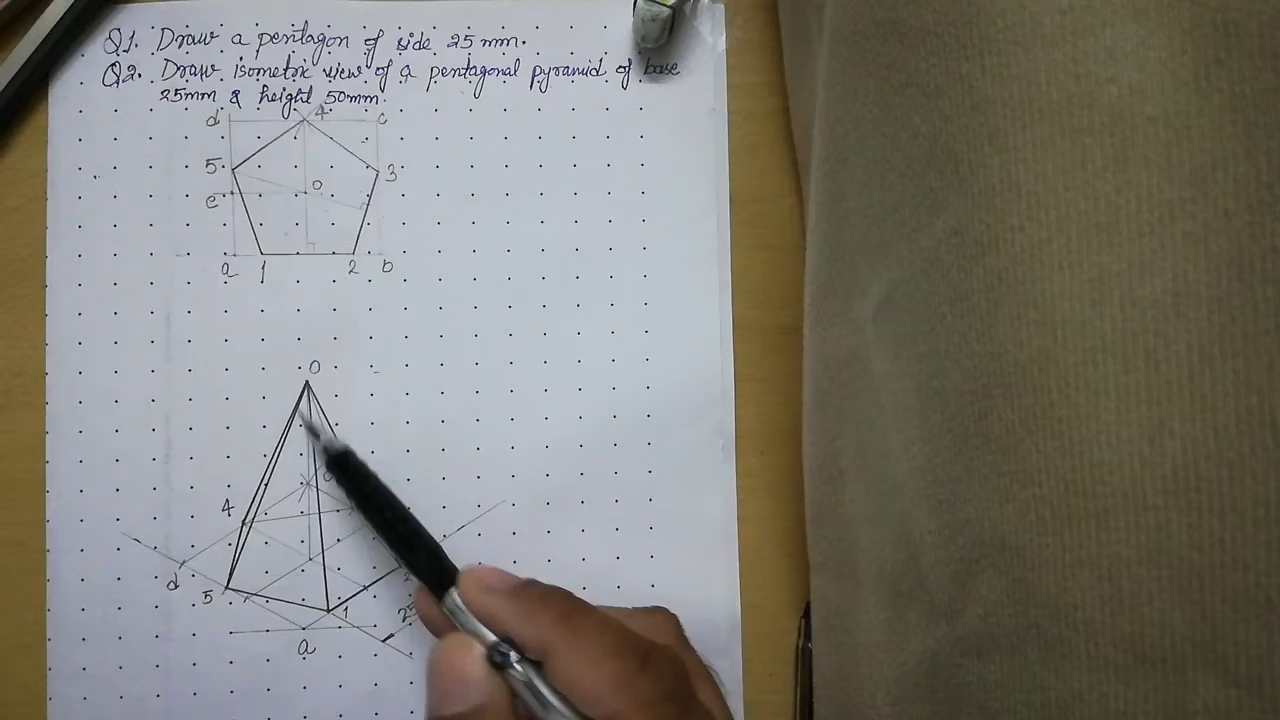 Q1. Draw a pentagon of side 25 mm.
Q2. Draw isometric view of a pentagonal pyramid of base
25mm & height 50mm.
d 4 c
5 3
o
e
a 1 2 b
O
4
d
5 1 25
a